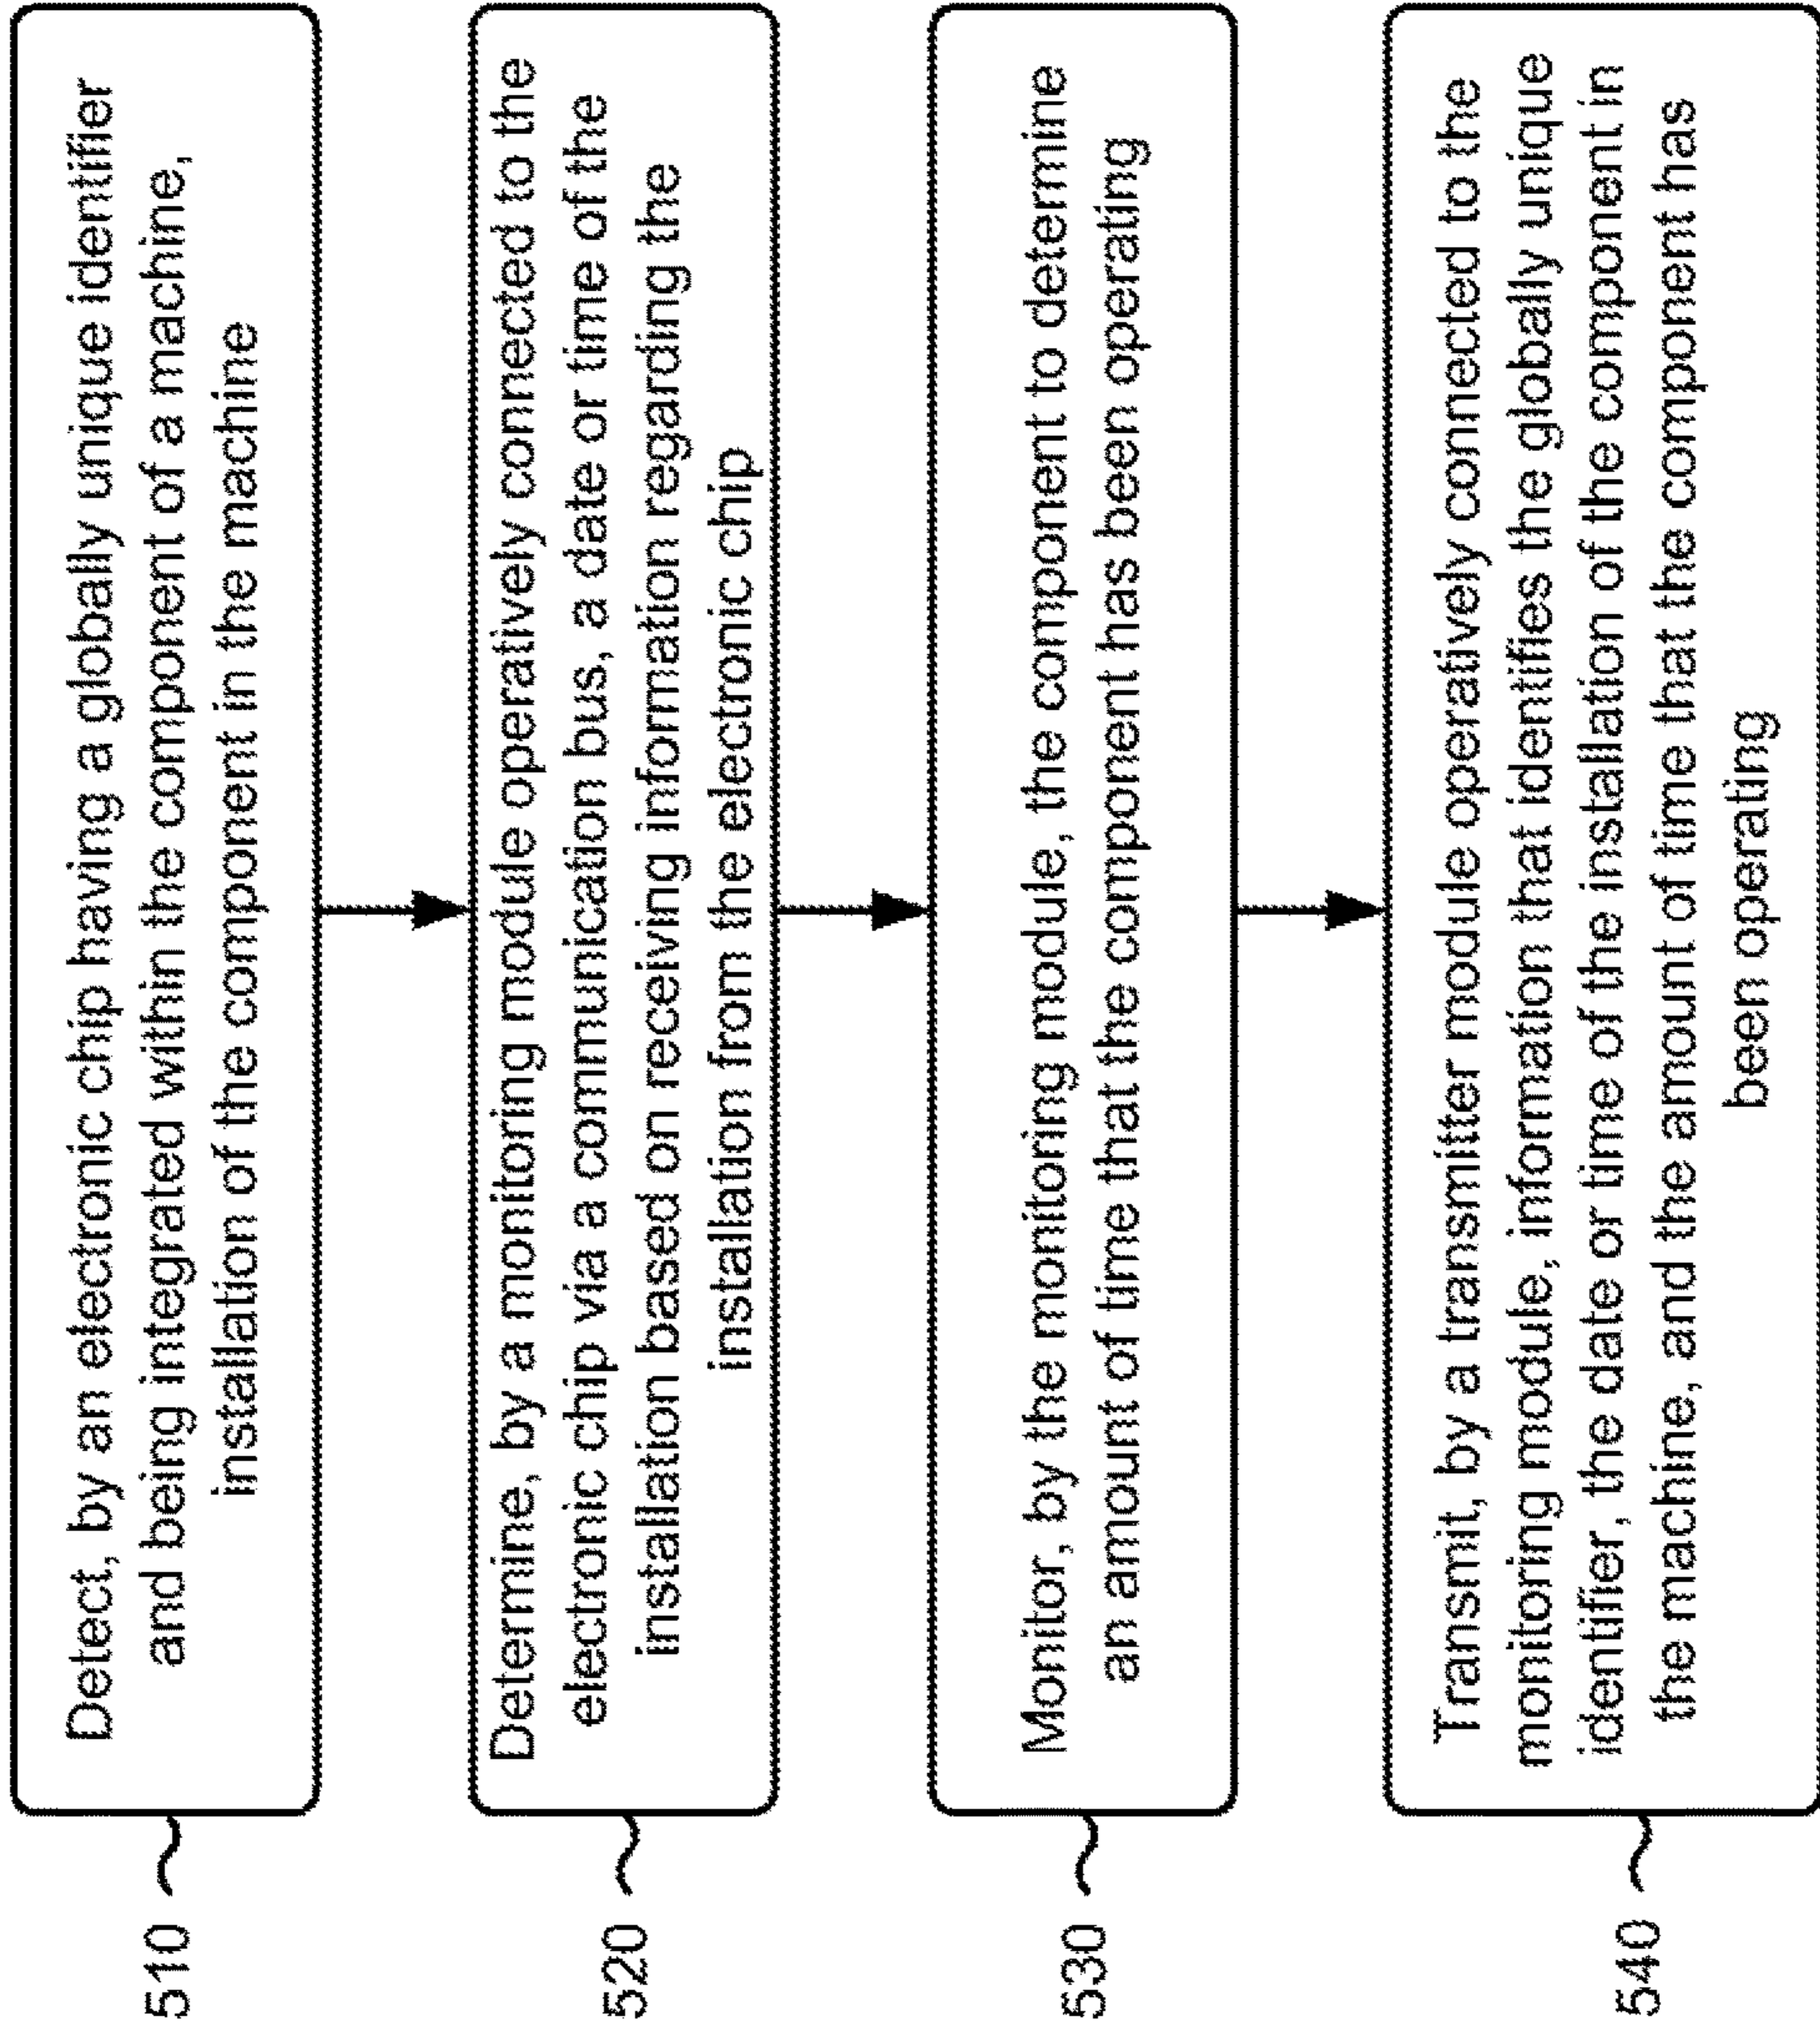 510
Detect, by an electronic chip having a globally unique identifier
and being integrated within the component of a machine,
installation of the component in the machine
520
Determine, by a monitoring module operatively connected to the
electronic chip via a communication bus, a date or time of the
installation based on receiving information regarding the
installation from the electronic chip
530
Monitor, by the monitoring module, the component to determine
an amount of time that the component has been operating
540
Transmit, by a transmitter module operatively connected to the
monitoring module, information that identifies the globally unique
identifier, the date or time of the installation of the component in
the machine, and the amount of time that the component has
been operating